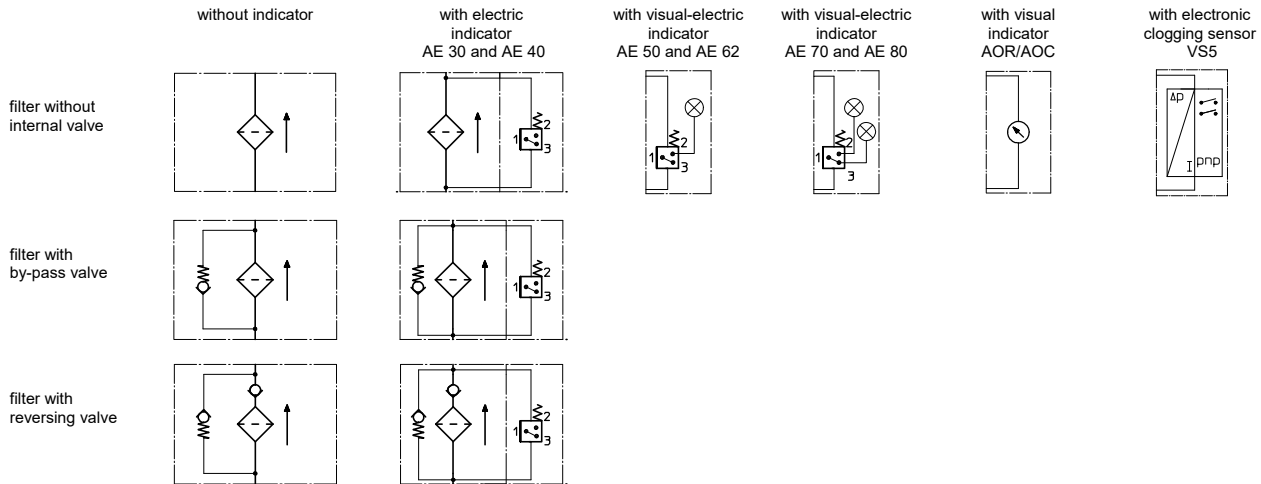 without indicator
with electric
indicator
AE 30 and AE 40
with visual-electric
indicator
AE 50 and AE 62
with visual-electric
indicator
AE 70 and AE 80
with visual
indicator
AOR/AOC
with electronic
clogging sensor
VS5
filter without
internal valve
1
2
3
1
2
3
1
2
3
Δp
I
pnp
filter with
by-pass valve
1
2
3
filter with
reversing valve
1
2
3